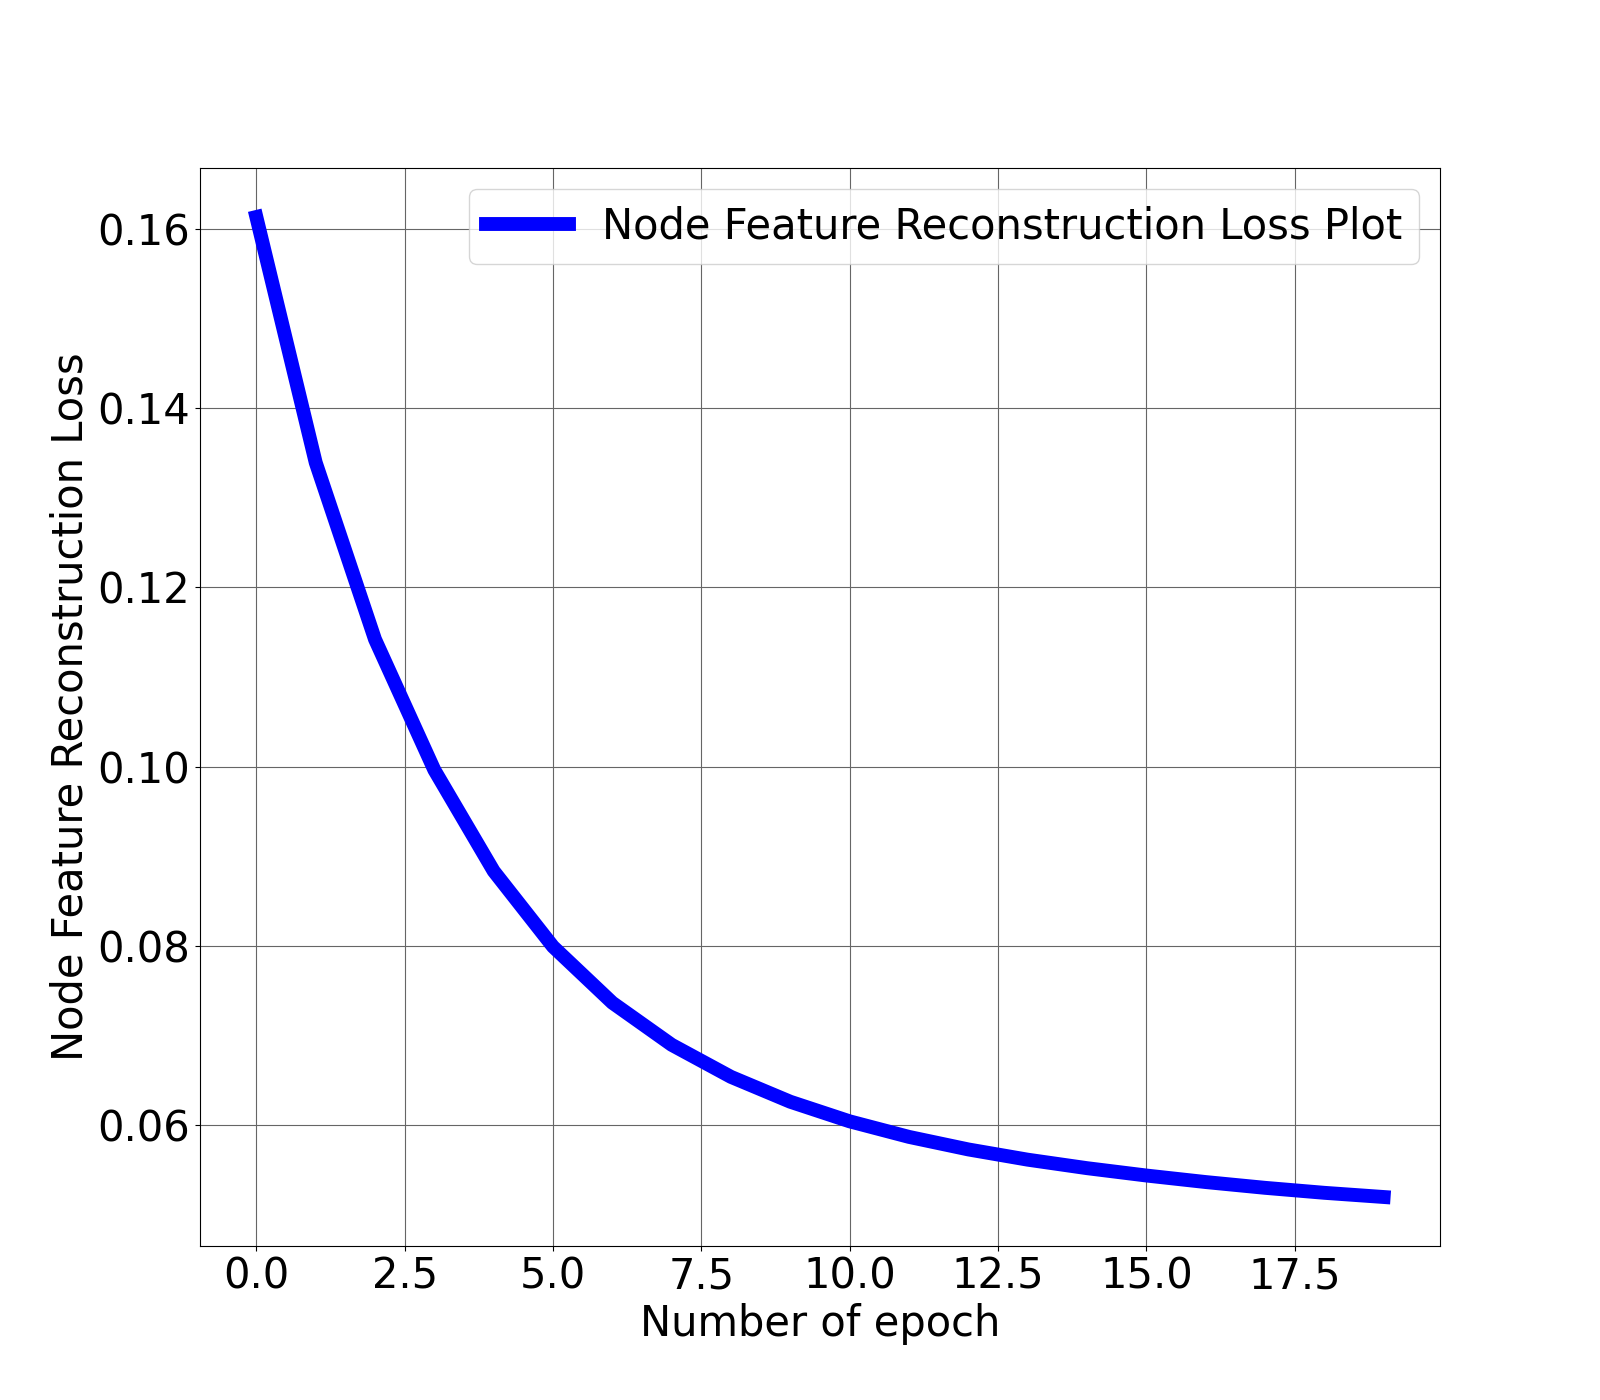 Node Feature Reconstruction Loss Plot
Node Feature Reconstruction Loss
0.16
0.14
0.12
0.10
0.08
0.06
0.0 2.5 5.0 7.5 10.0 12.5 15.0 17.5
Number of epoch